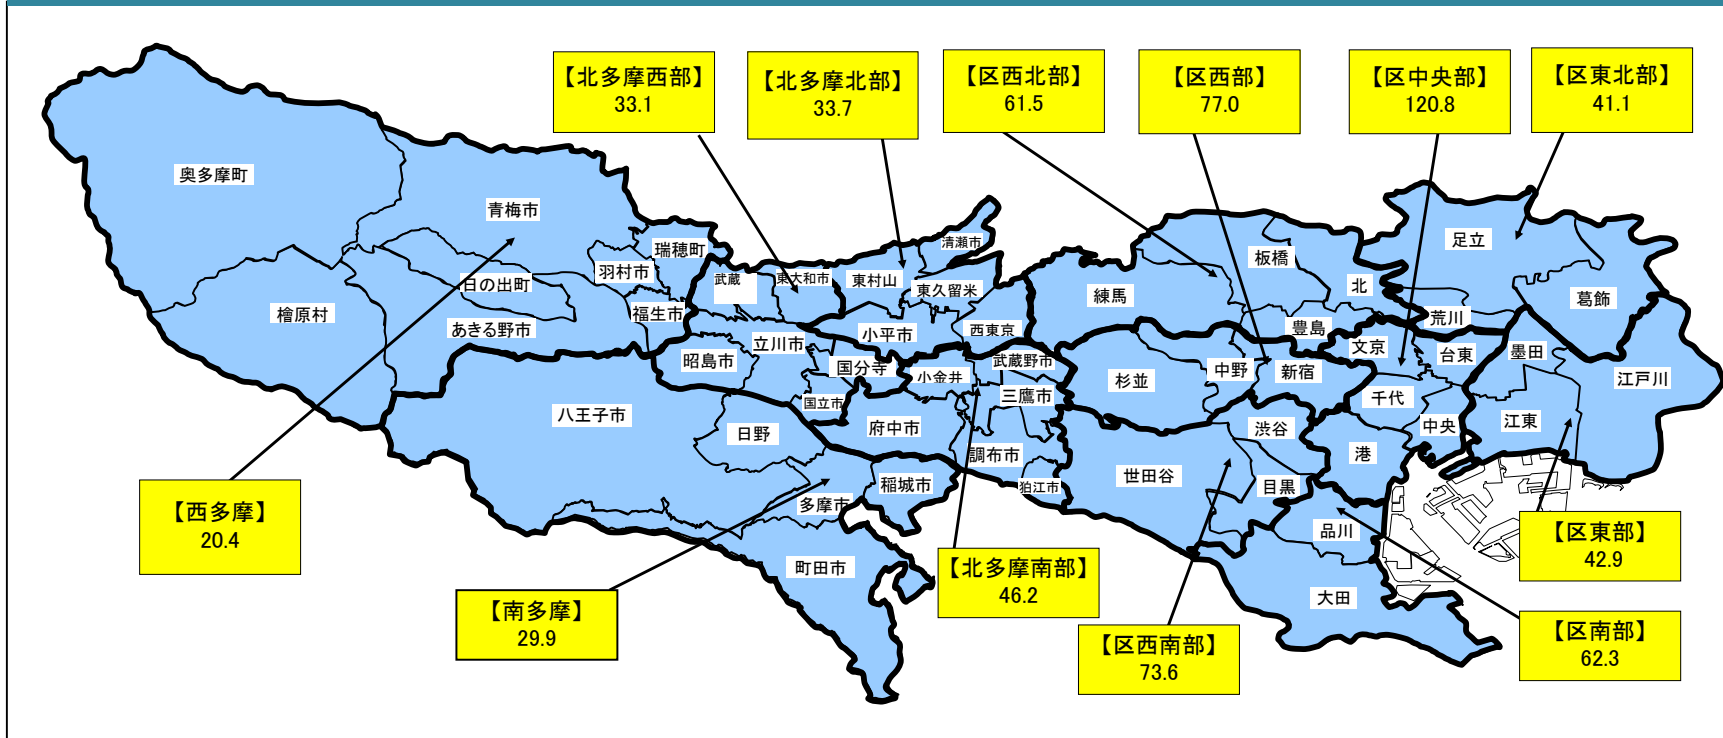 【北多摩西部】
33.1
【北多摩北部】
33.7
【区西北部】
61.5
【区西部】
77.0
【区中央部】
120.8
【区東北部】
41.1
奥多摩町
青梅市
瑞穂町
羽村市
日の出町
檜原村
あきる野市
福生市
武蔵
東大和市
東村山
清瀬市
東久留米
小平市
西東京
立川市
昭島市
国分寺
国立市
小金井
武蔵野市
三鷹市
府中市
調布市
狛江市
八王子市
日野
多摩市
稲城市
町田市
練馬
板橋
北
豊島
足立
葛飾
荒川
杉並
中野
新宿
文京
台東
墨田
江戸川
千代
中央
江東
渋谷
港
世田谷
目黒
品川
大田
【西多摩】
20.4
【南多摩】
29.9
【北多摩南部】
46.2
【区西南部】
73.6
【区東部】
42.9
【区南部】
62.3